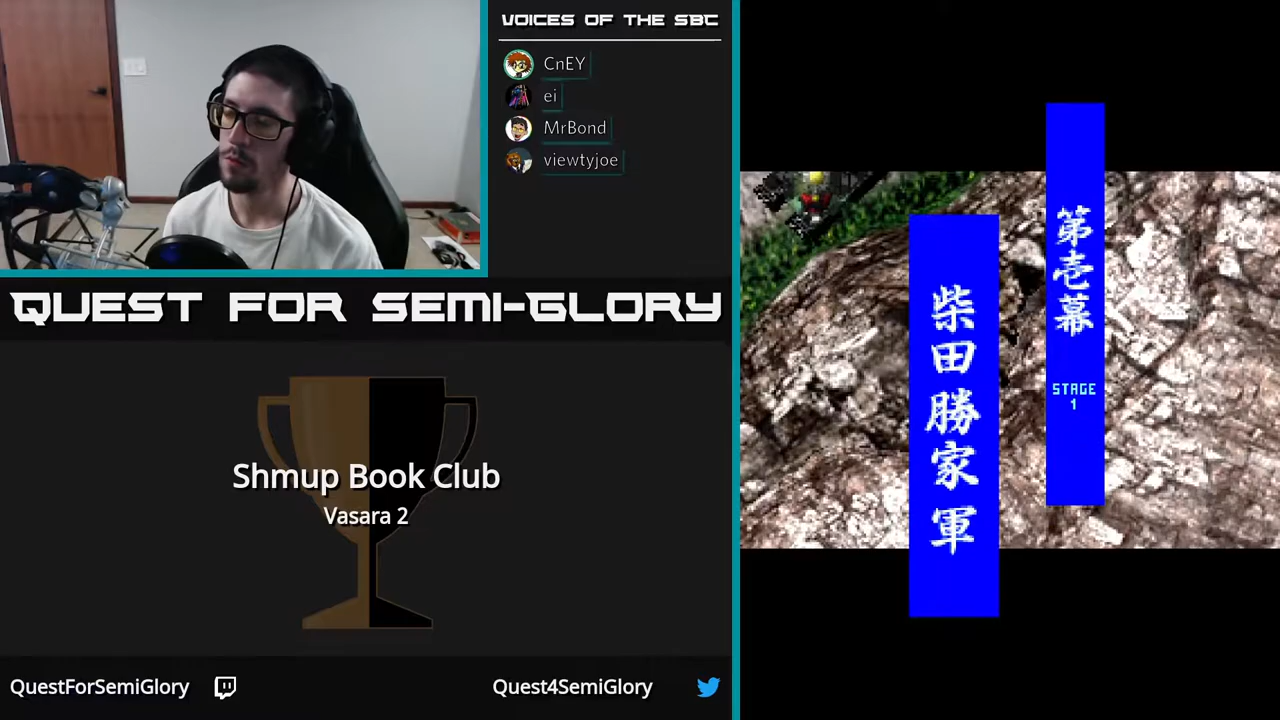 VOICES OF THE SBC
CnEY
ei
MrBond
viewtyjoe
QUEST FOR SEMI-GLORY
Shmup Book Club
Vasara 2
QuestForSemiGlory
Quest4SemiGlory
第壱幕
STAGE
1
柴田勝家軍